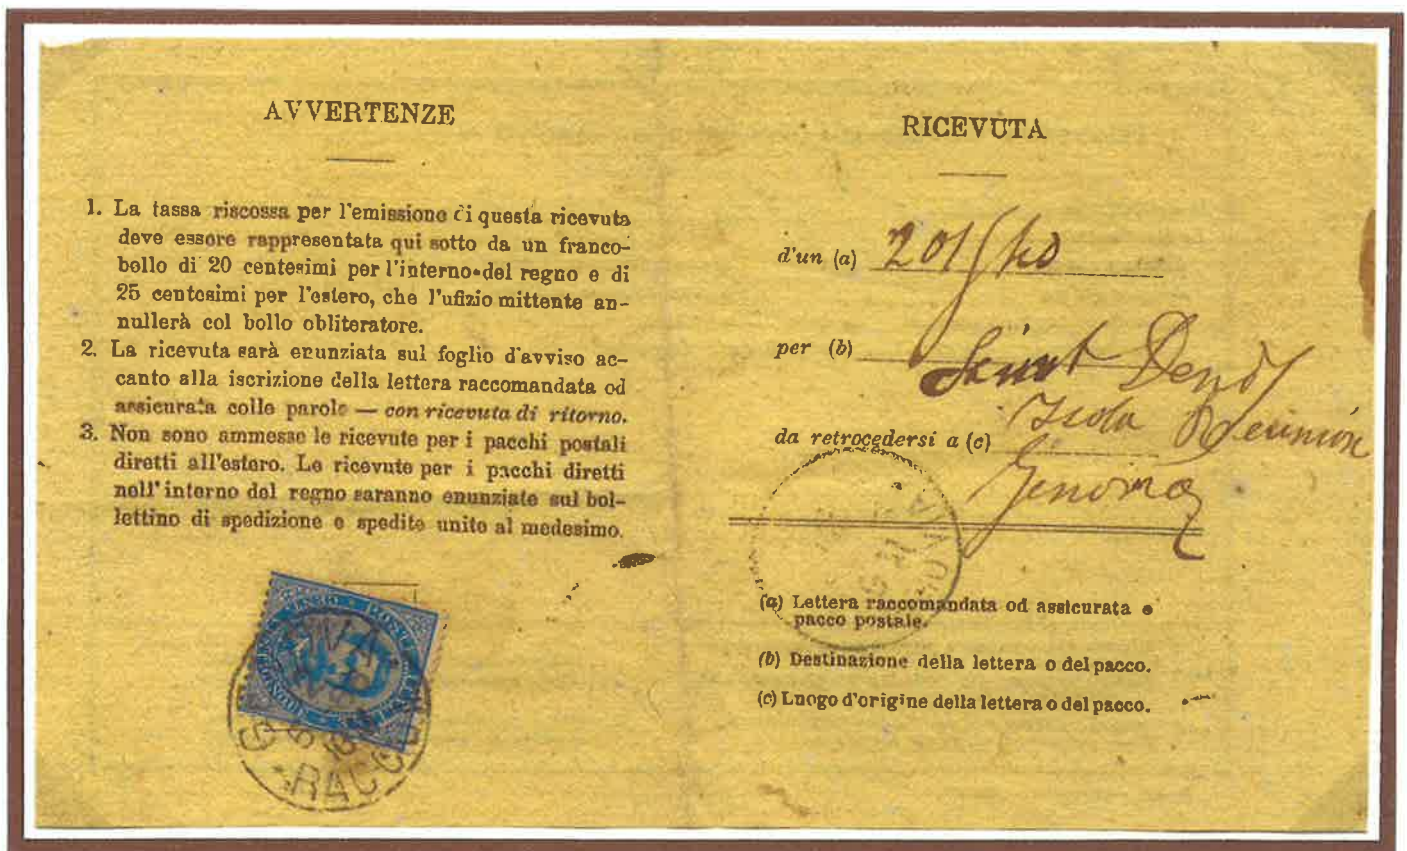 AVVERTENZE
1. La tassa riscossa per l'emissione di questa ricevuta
deve essere rappresentata qui sotto da un franco-
bollo di 20 centesimi per l'interno del regno e di
25 centesimi per l'estero, che l'ufizio mittente an-
nullerà col bollo obliteratore.
2. La ricevuta sarà enunziata sul foglio d'avviso ac-
canto alla iscrizione della lettera raccomandata od
assicurata colle parole — con ricevuta di ritorno.
3. Non sono ammesse le ricevute per i pacchi postali
diretti all'estero. Le ricevute per i pacchi diretti
nell'interno del regno saranno enunziate sul bol-
lettino di spedizione e spedite unite al medesimo.
RACCO
RICEVUTA
d'un (a) 201
per (b) Saint Denis
Isola Reunion
da retrocedersi a (c)
Genova
(a) Lettera raccomandata od assicurata o
pacco postale.
(b) Destinazione della lettera o del pacco.
(c) Luogo d'origine della lettera o del pacco.